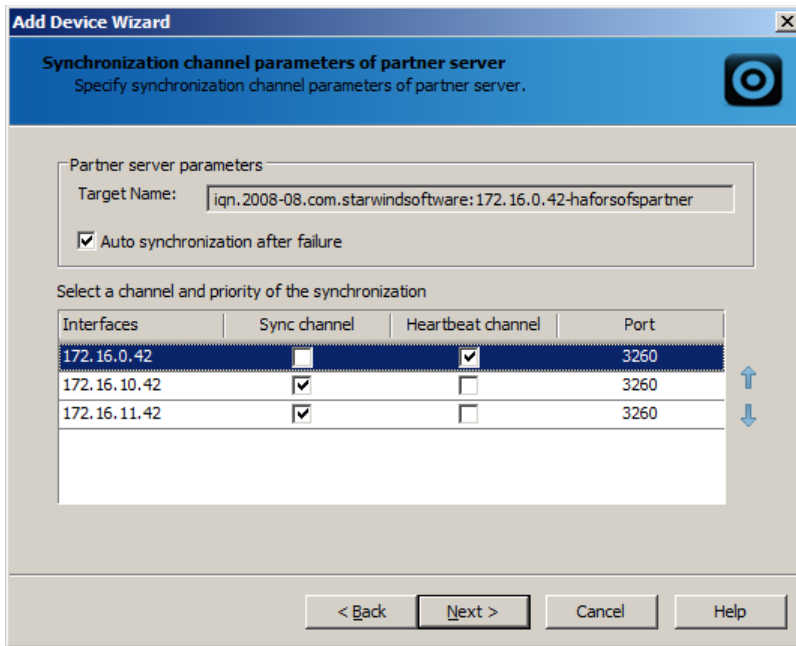 Add Device Wizard
Synchronization channel parameters of partner server
Specify synchronization channel parameters of partner server.
Partner server parameters
Target Name: iqn.2008-08.com.starwindsoftware:172.16.0.42-haforsofspartner
Auto synchronization after failure
Select a channel and priority of the synchronization
Interfaces Sync channel Heartbeat channel Port
172.16.0.42 3260
172.16.10.42 3260
172.16.11.42 3260
< Back Next > Cancel Help